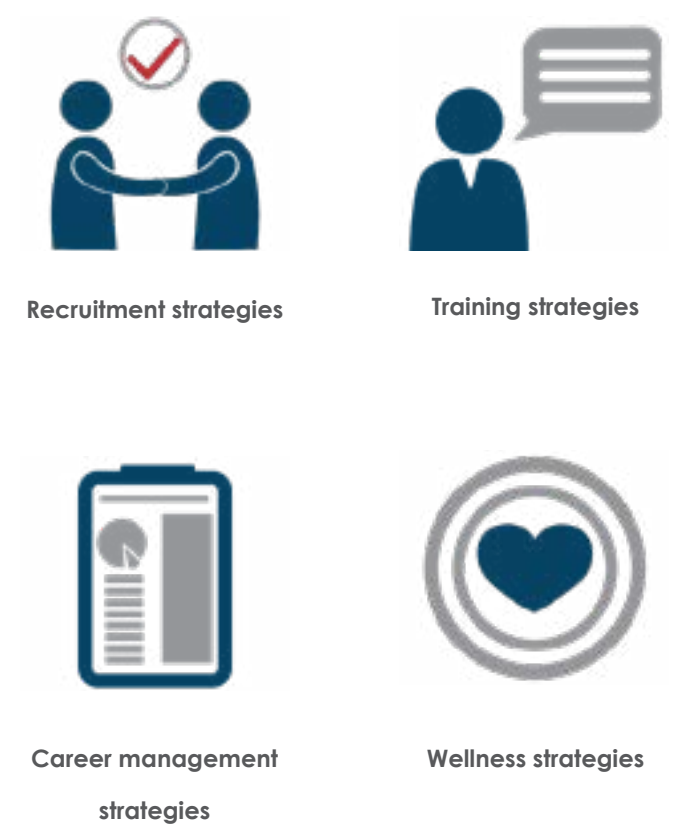 Recruitment strategies
Training strategies
Career management
strategies
Wellness strategies